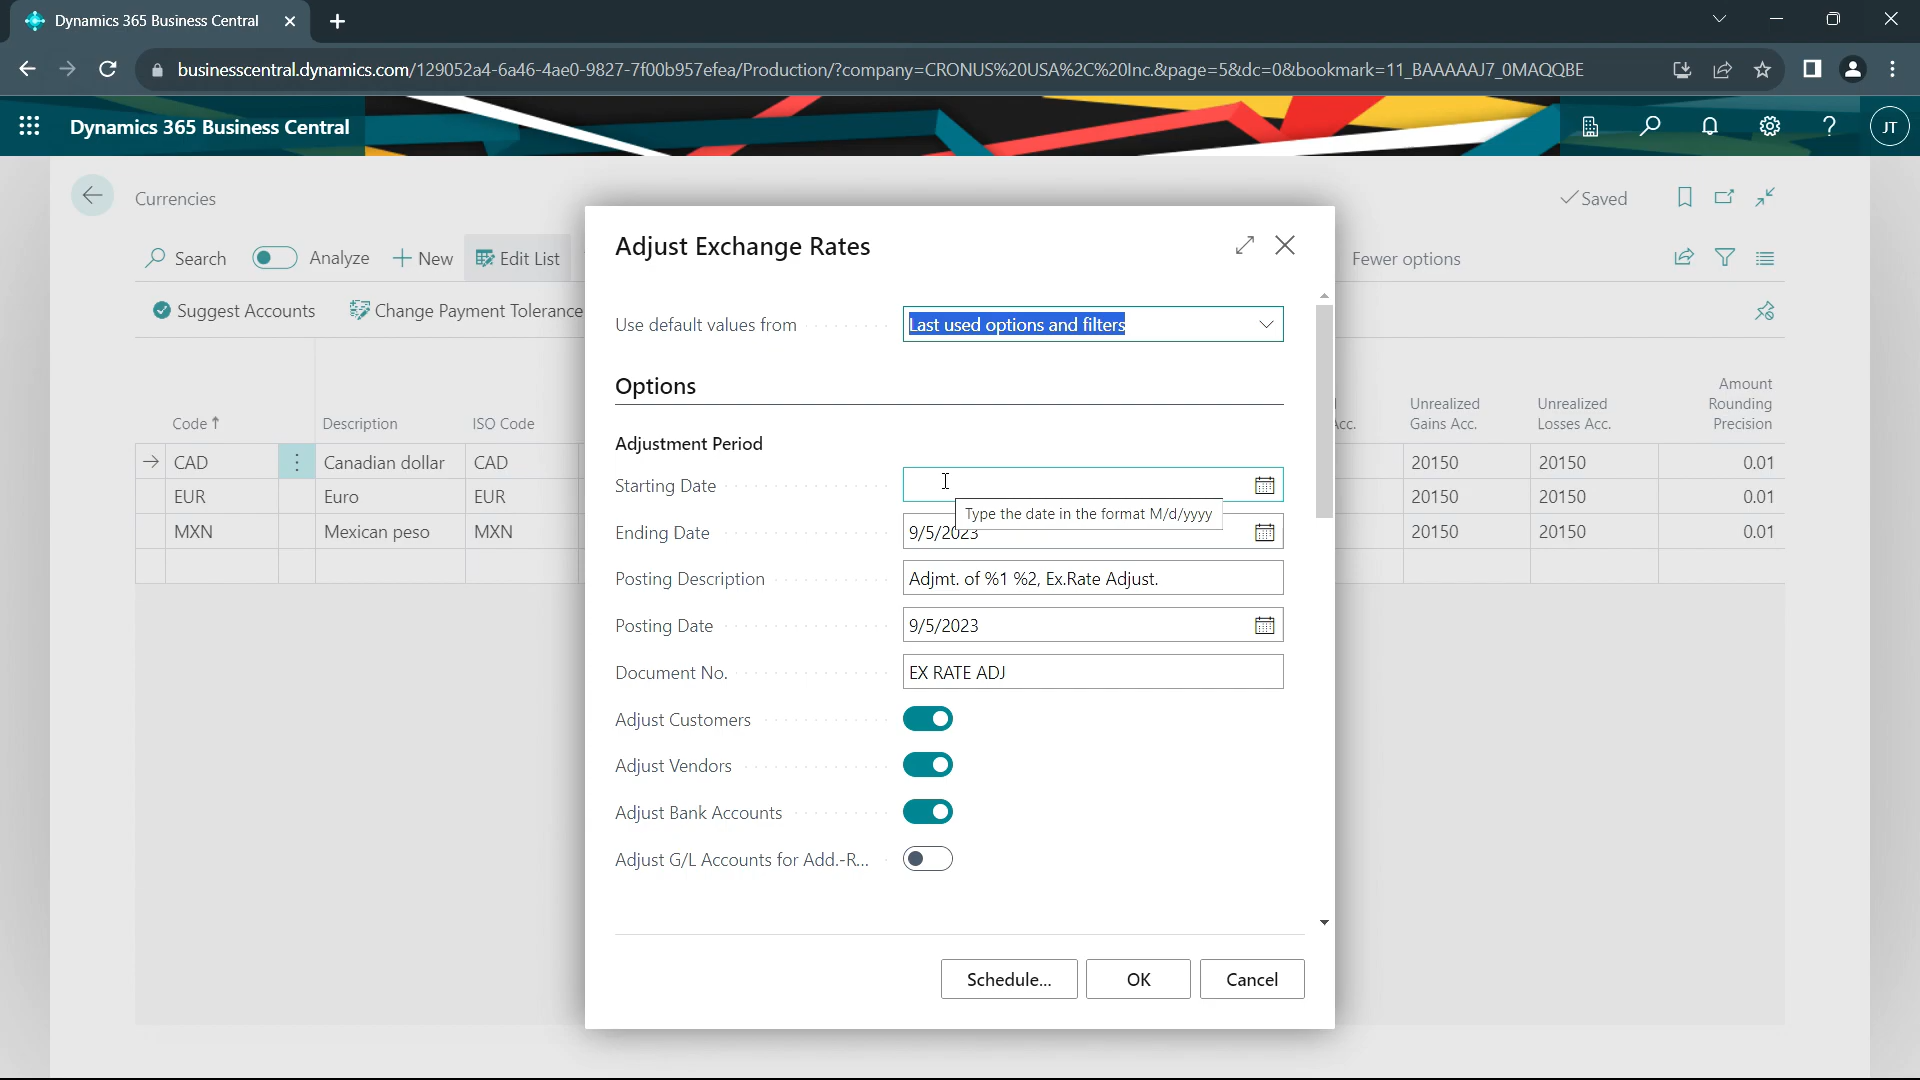 Dynamics 365 Business Central
businesscentral.dynamics.com/129052a4-6a46-4ae0-9827-7f00b957efea/Production/?company=CRONUS%20USA%2C%20Inc.&page=5&dc=0&bookmark=11_BAAAAAJ7_0MAQQBE
Dynamics 365 Business Central
JT
Currencies
Saved
Search Analyze New Edit List Fewer options
Suggest Accounts Change Payment Tolerance
Code Description ISO Code Acc. Unrealized Gains Acc. Unrealized Losses Acc. Amount Rounding Precision
CAD Canadian dollar CAD 20150 20150 0.01
EUR Euro EUR 20150 20150 0.01
MXN Mexican peso MXN 20150 20150 0.01
Adjust Exchange Rates
Use default values from Last used options and filters
Options
Adjustment Period
Starting Date
Type the date in the format M/d/yyyy
Ending Date 9/5/2023
Posting Description Adjmt. of %1 %2, Ex.Rate Adjust.
Posting Date 9/5/2023
Document No. EX RATE ADJ
Adjust Customers
Adjust Vendors
Adjust Bank Accounts
Adjust G/L Accounts for Add.-R...
Schedule... OK Cancel